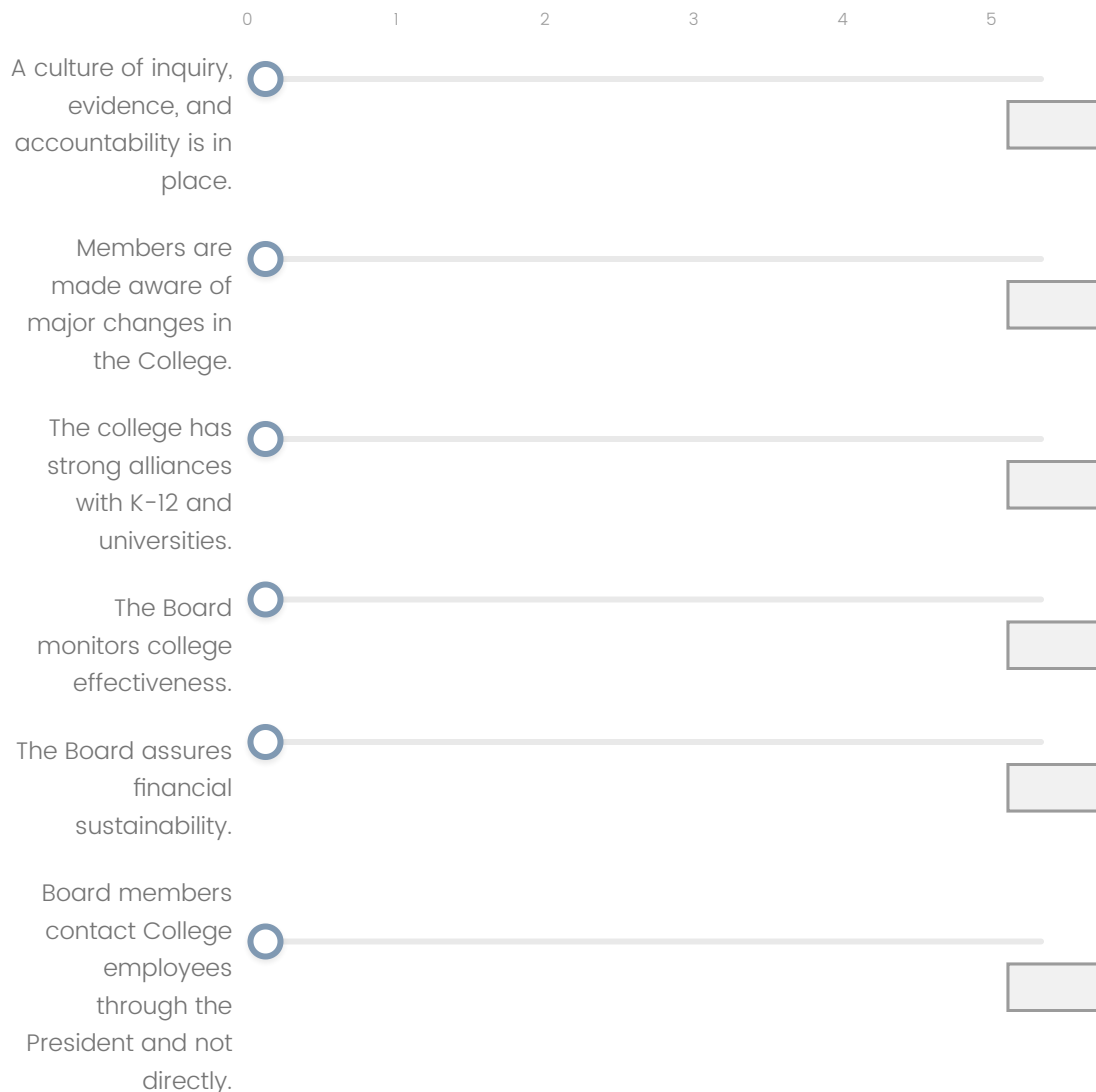 0 1 2 3 4 5
A culture of inquiry,
evidence, and
accountability is in
place.
Members are
made aware of
major changes in
the College.
The college has
strong alliances
with K-12 and
universities.
The Board
monitors college
effectiveness.
The Board assures
financial
sustainability.
Board members
contact College
employees
through the
President and not
directly.